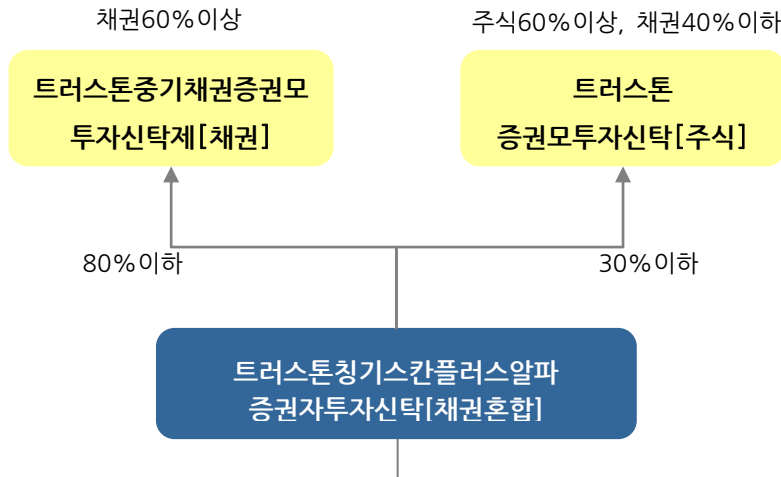 채권60%이상
주식60%이상, 채권40%이하
트러스톤중기채권증권모
투자신탁제[채권]
트러스톤
증권모투자신탁[주식]
80%이하
30%이하
트러스톤칭기스칸플러스알파
증권자투자신탁[채권혼합]